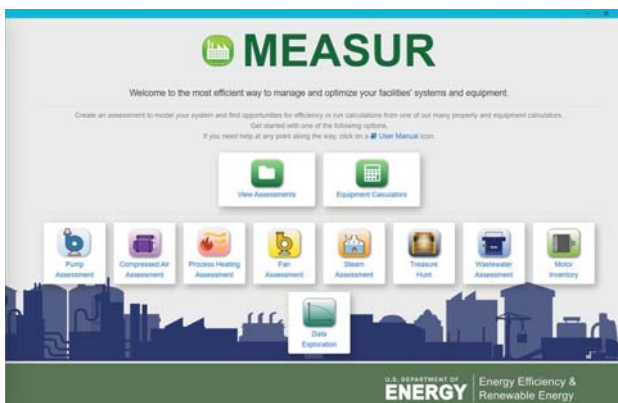 MEASUR
Welcome to the most efficient way to manage and optimize your facilities' systems and equipment.
Create an assessment to model your system and find opportunities for efficiency or run calculations from one of our many property and equipment calculators.
Get started with one of the following options.
If you need help at any point along the way, click on a User Manual icon.
View Assessments
Equipment Calculators
Pump
Assessment
Compressed Air
Assessment
Process Heating
Assessment
Fan
Assessment
Steam
Assessment
Treasure
Hunt
Wastewater
Assessment
Motor
Inventory
Data
Exploration
U.S. DEPARTMENT OF
ENERGY
Energy Efficiency &
Renewable Energy